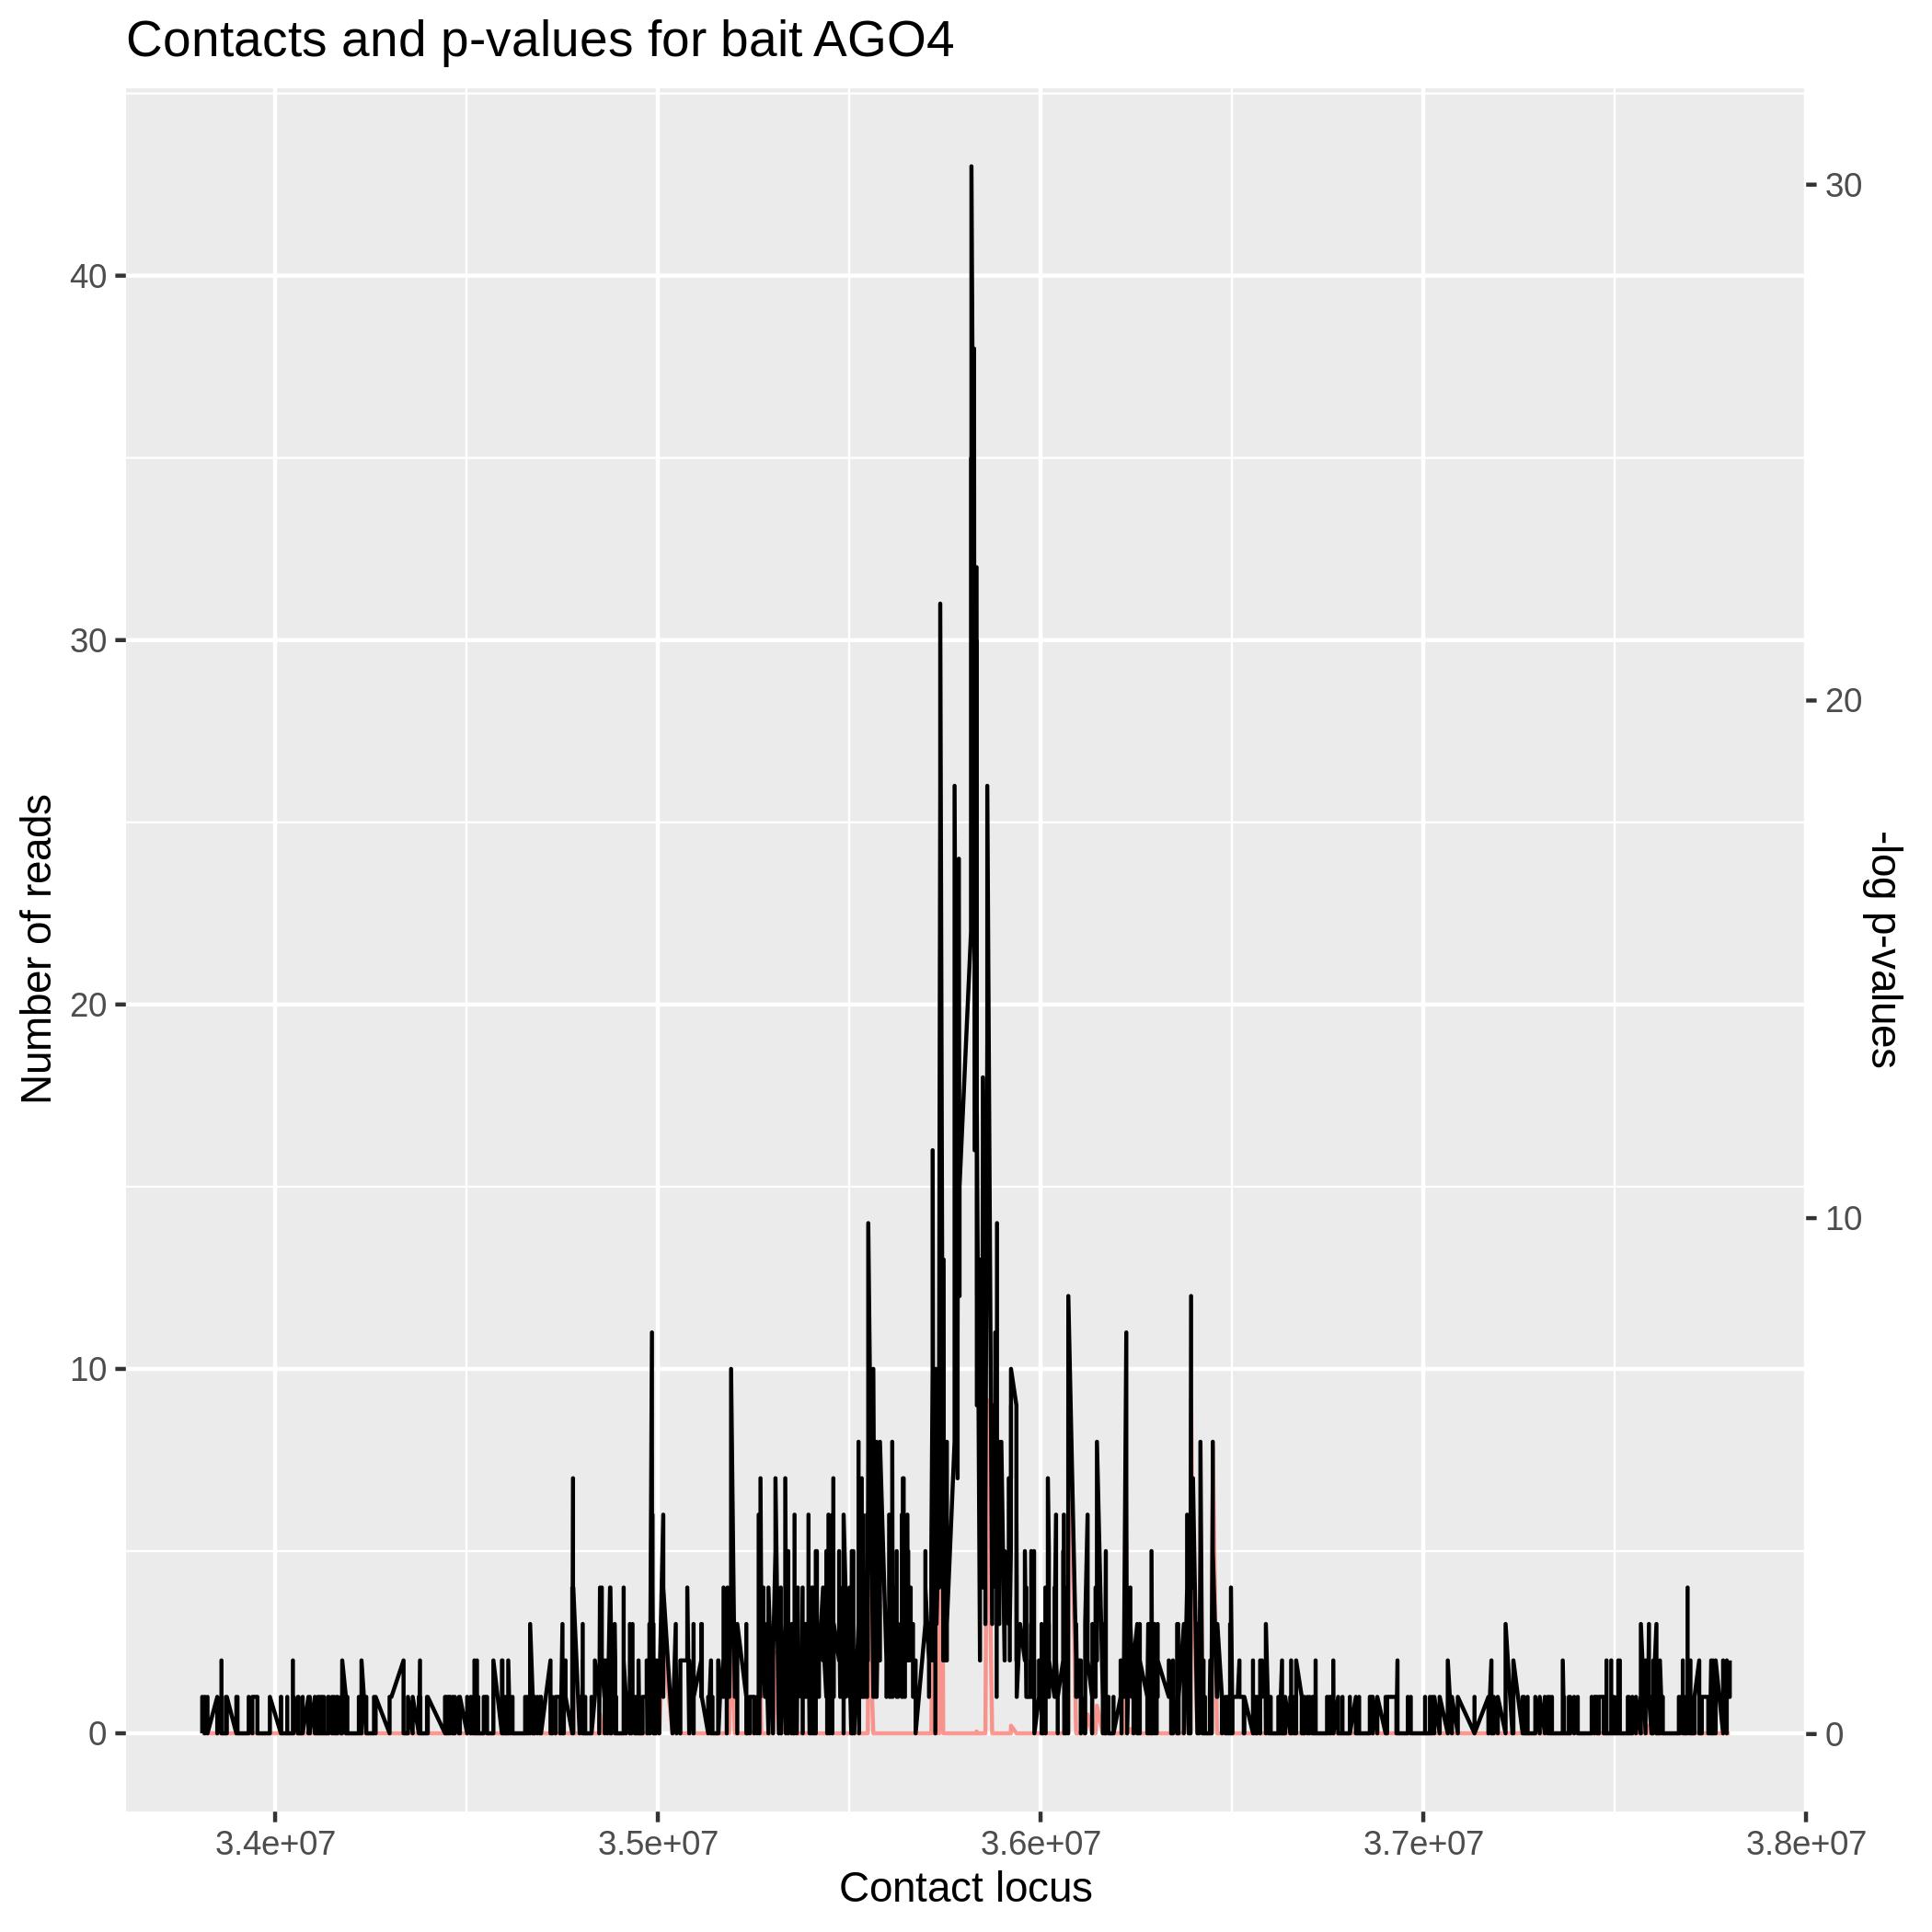 Contacts and p-values for bait AGO4
Number of reads
40
30
20
10
0
30
20
10
0
-log p-values
3.4e+07
3.5e+07
3.6e+07
3.7e+07
3.8e+07
Contact locus